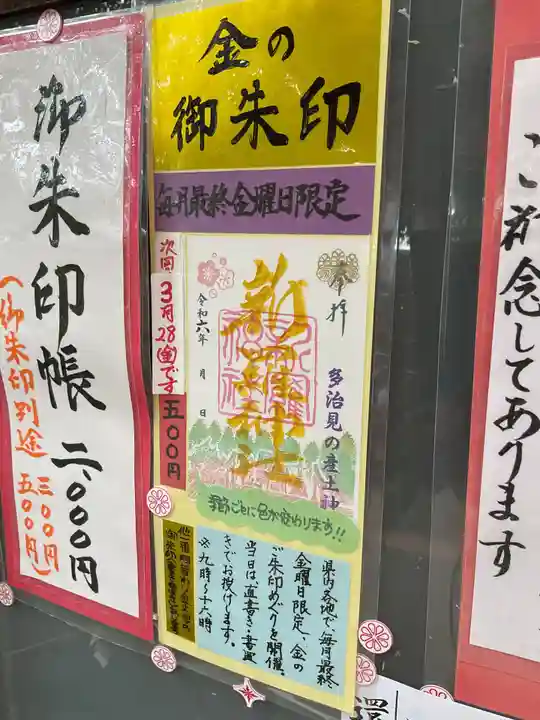 ご祈念してあります
金の
御朱印
毎月最終金曜日限定
奉拝
多治見の産土神
新羅神社
令和六年 月 日
次回
3月28(金)です
五〇〇円
季節ごとに色が変わります!!
県内各地で、毎月最終
金曜日限定、金の
ご朱印めぐりを開催。
当日は、直書き・書置
きでお授けします。
※九時〜十六時
御朱印帳 二、〇〇〇円
(御朱印別途 三〇〇円
五〇〇円)